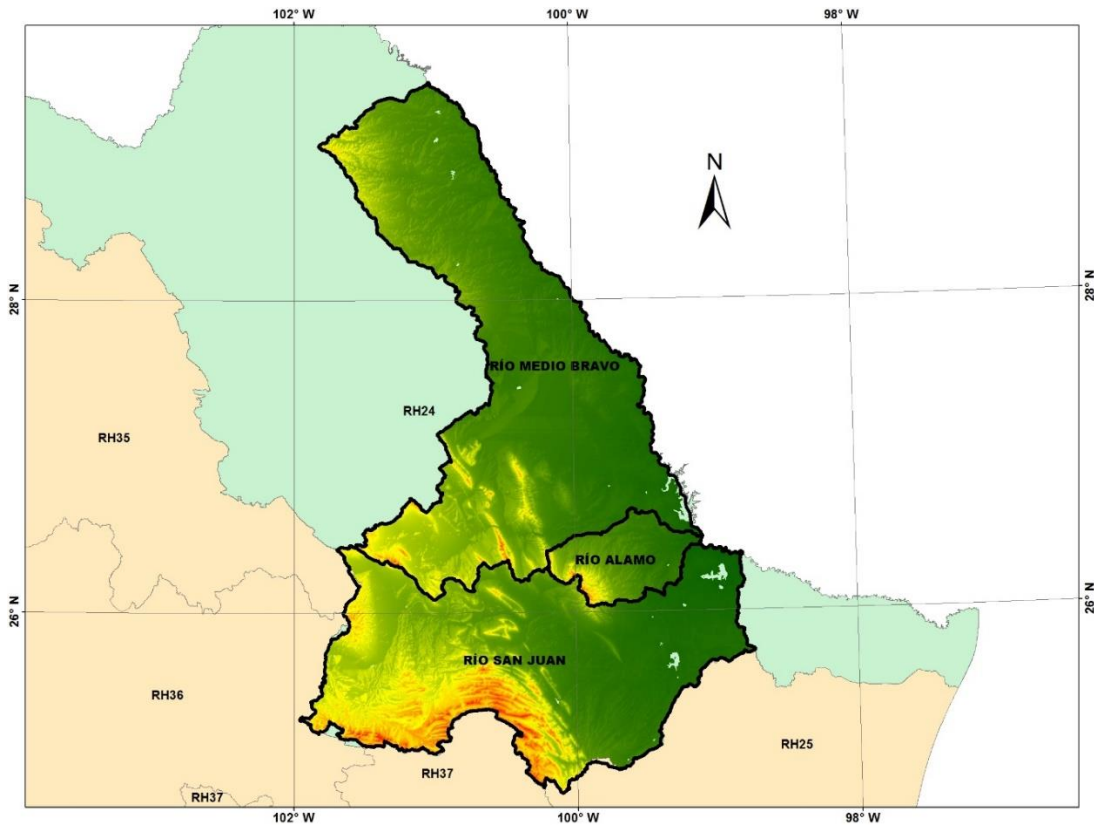 102° W
100° W
98° W
N
28° N
28° N
RÍO MEDIO BRAVO
RH24
RH35
RÍO ALAMO
26° N
26° N
RÍO SAN JUAN
RH36
RH25
RH37
RH37
102° W
100° W
98° W